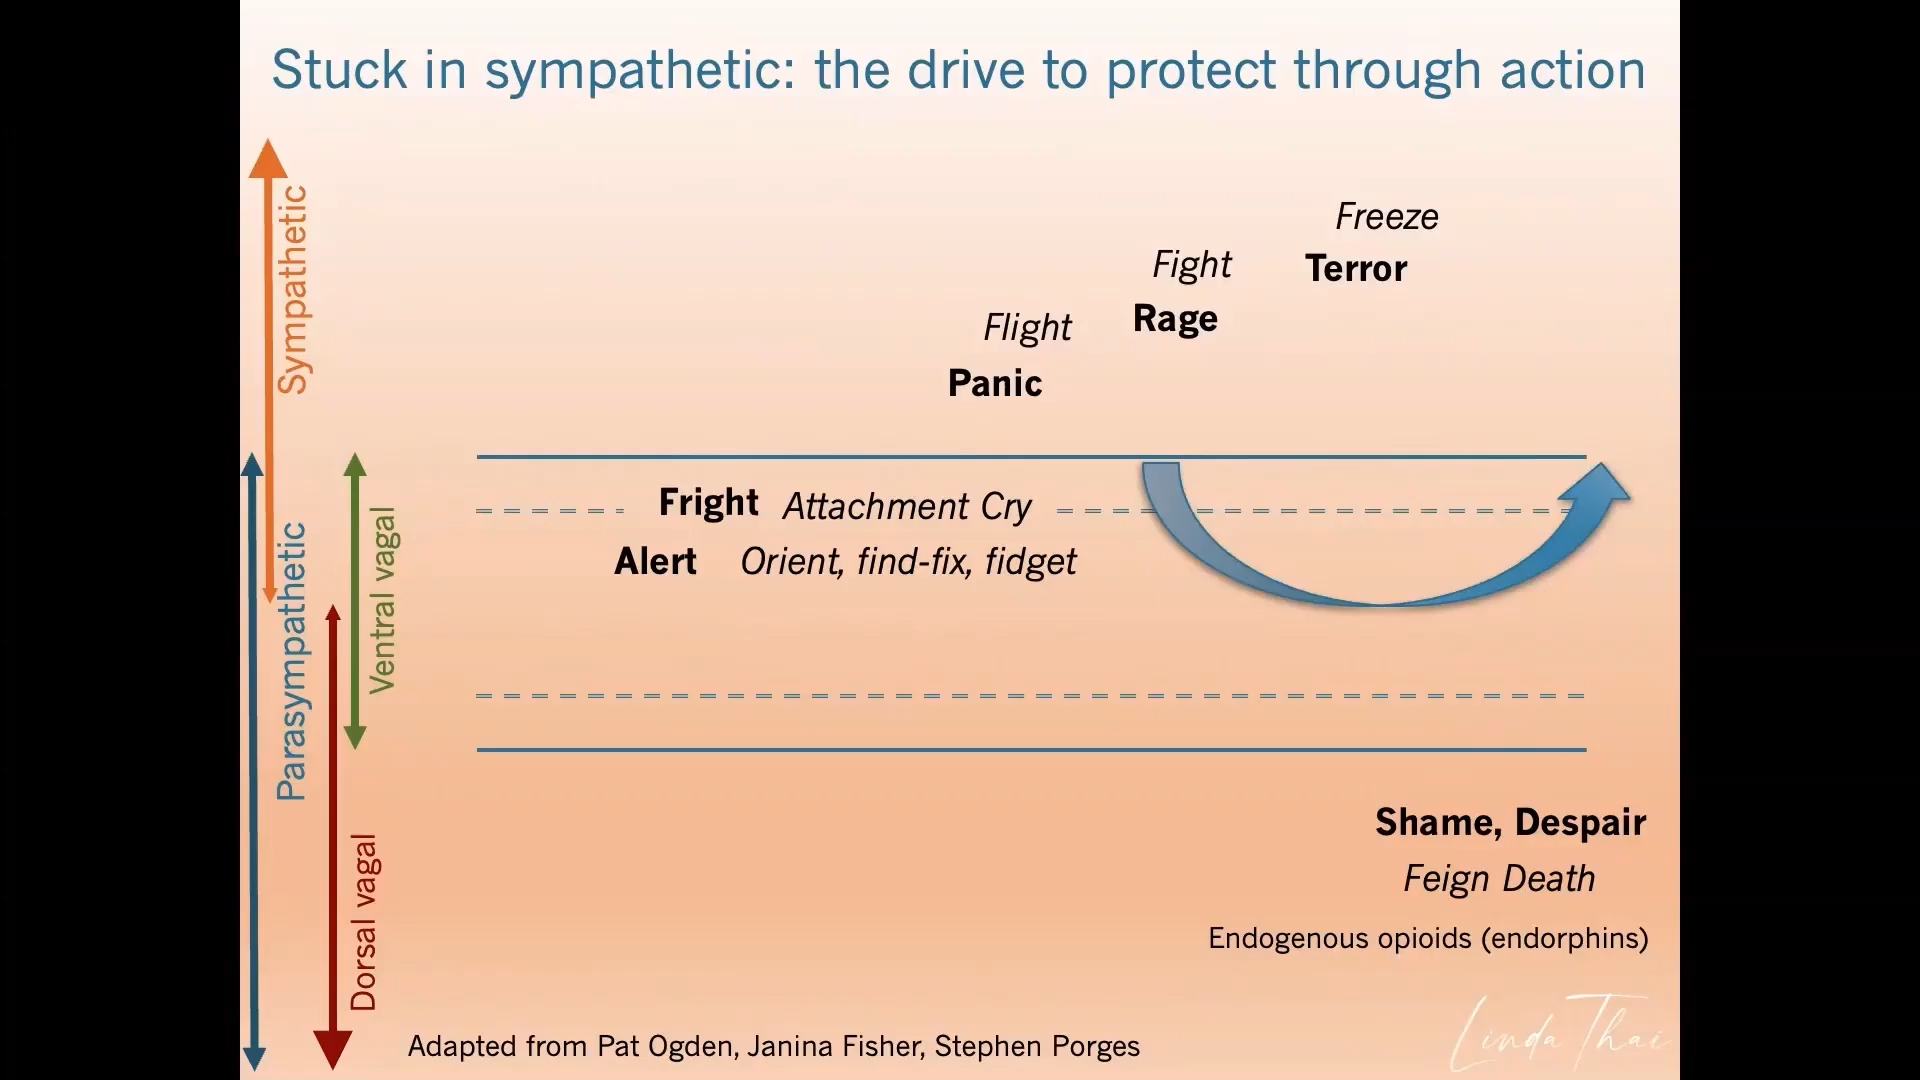 Stuck in sympathetic: the drive to protect through action
Sympathetic
Freeze
Fight
Terror
Rage
Flight
Panic
Fright Attachment Cry
Alert Orient, find-fix, fidget
Parasympathetic
Ventral vagal
Dorsal vagal
Shame, Despair
Feign Death
Endogenous opioids (endorphins)
Adapted from Pat Ogden, Janina Fisher, Stephen Porges
Linda Thai